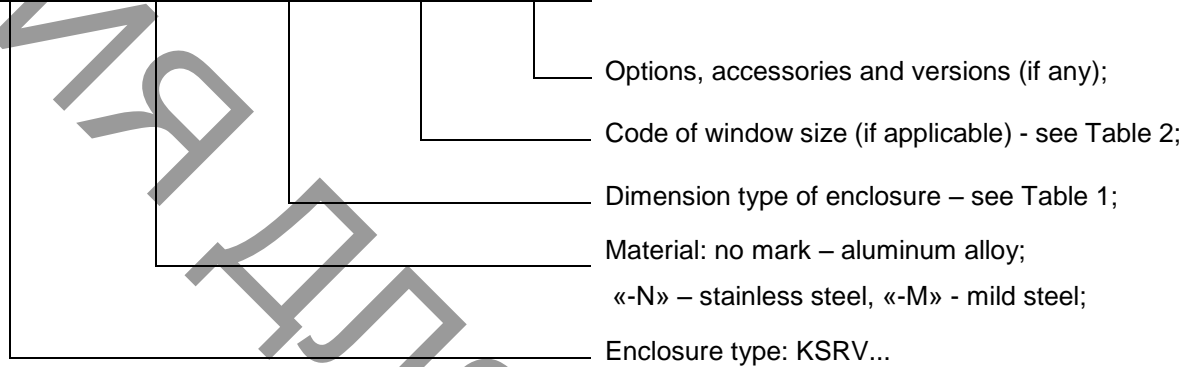 Options, accessories and versions (if any);
Code of window size (if applicable) - see Table 2;
Dimension type of enclosure – see Table 1;
Material: no mark – aluminum alloy;
«-N» – stainless steel, «-M» - mild steel;
Enclosure type: KSRV...